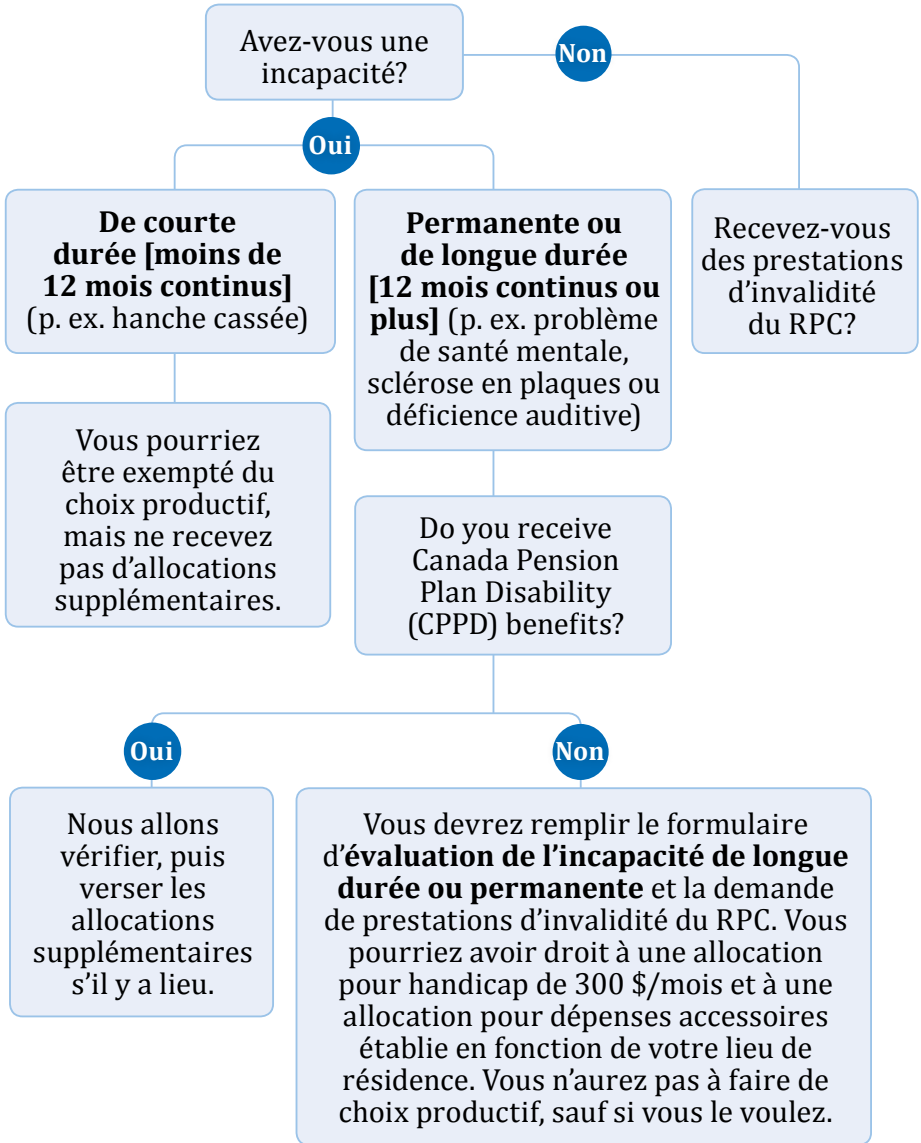 Avez-vous une
incapacité?
Non
Oui
De courte
durée [moins de
12 mois continus]
(p. ex. hanche cassée)
Permanente ou
de longue durée
[12 mois continus ou
plus] (p. ex. problème
de santé mentale,
sclérose en plaques ou
déficience auditive)
Recevez-vous
des prestations
d’invalidité
du RPC?
Vous pourriez
être exempté du
choix productif,
mais ne recevez
pas d’allocations
supplémentaires.
Do you receive
Canada Pension
Plan Disability
(CPPD) benefits?
Oui
Non
Nous allons
vérifier, puis
verser les
allocations
supplémentaires
s’il y a lieu.
Vous devrez remplir le formulaire
d’évaluation de l’incapacité de longue
durée ou permanente et la demande
de prestations d’invalidité du RPC. Vous
pourriez avoir droit à une allocation
pour handicap de 300 $/mois et à une
allocation pour dépenses accessoires
établie en fonction de votre lieu de
résidence. Vous n’aurez pas à faire de
choix productif, sauf si vous le voulez.